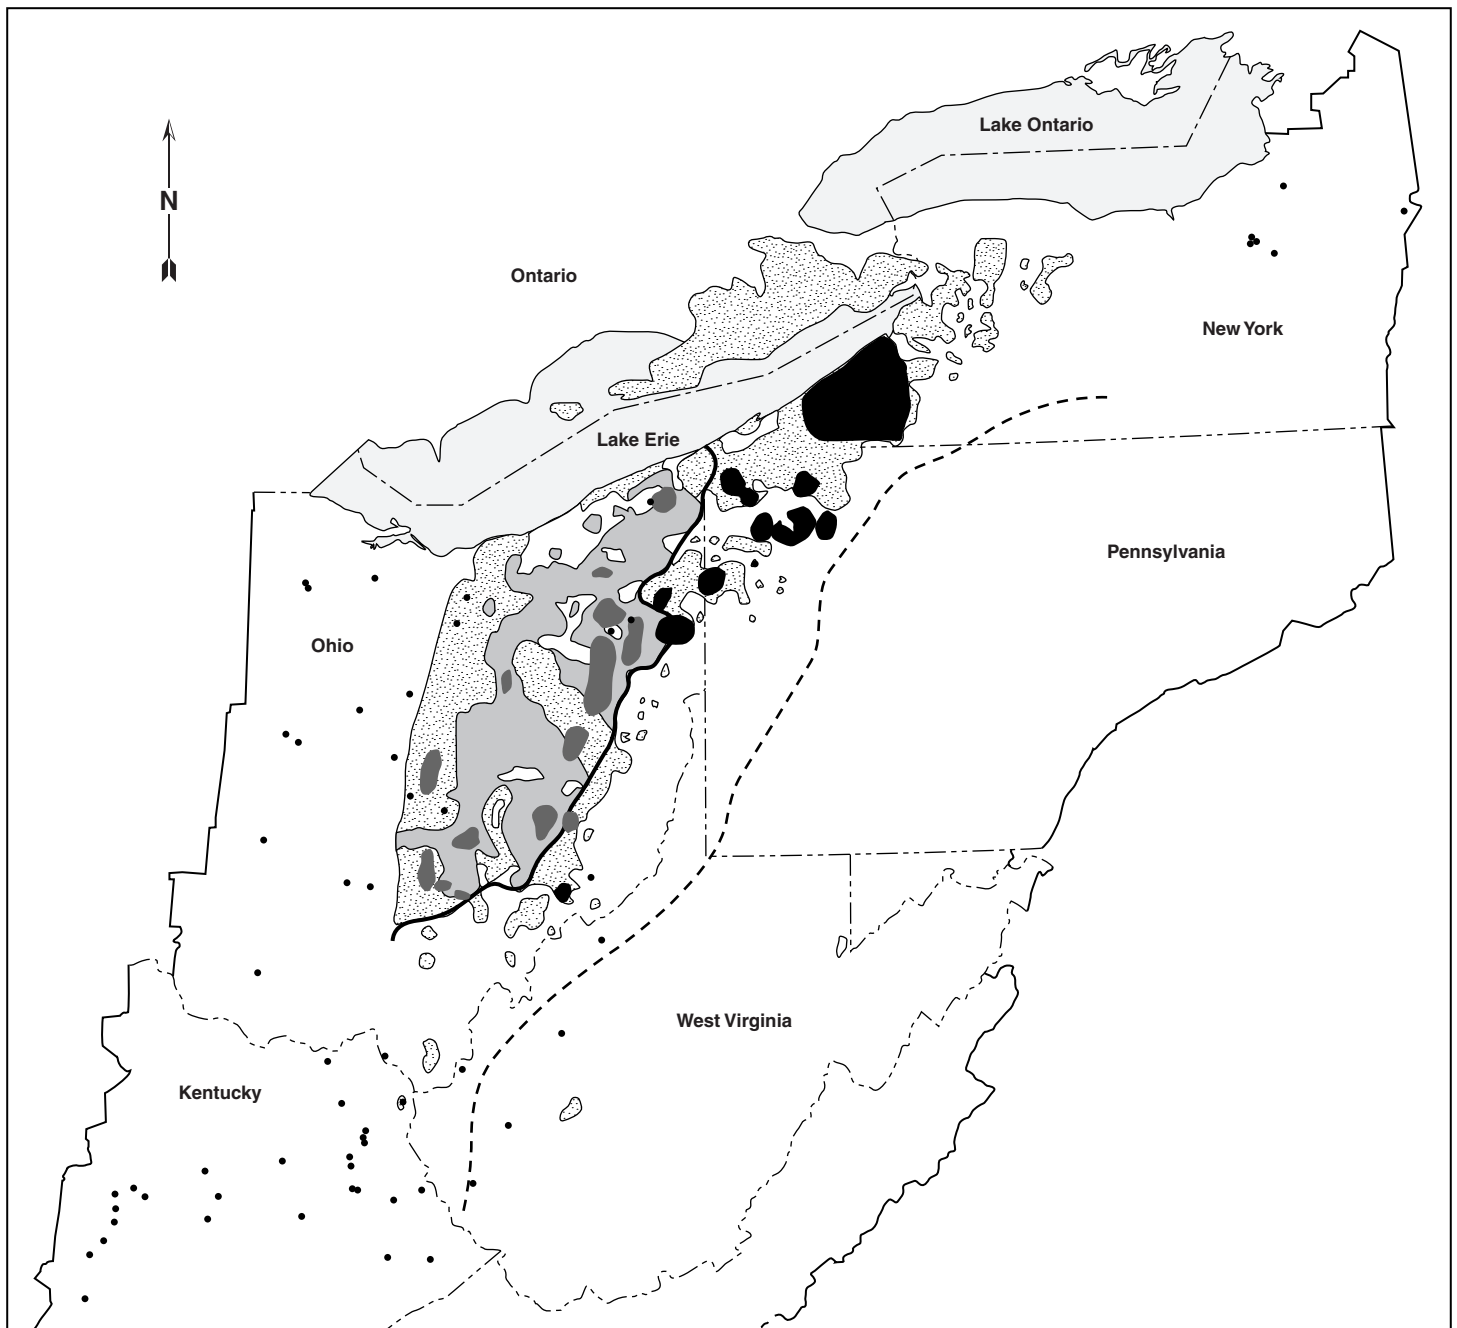 Lake Ontario
N
Ontario
New York
Lake Erie
Pennsylvania
Ohio
West Virginia
Kentucky